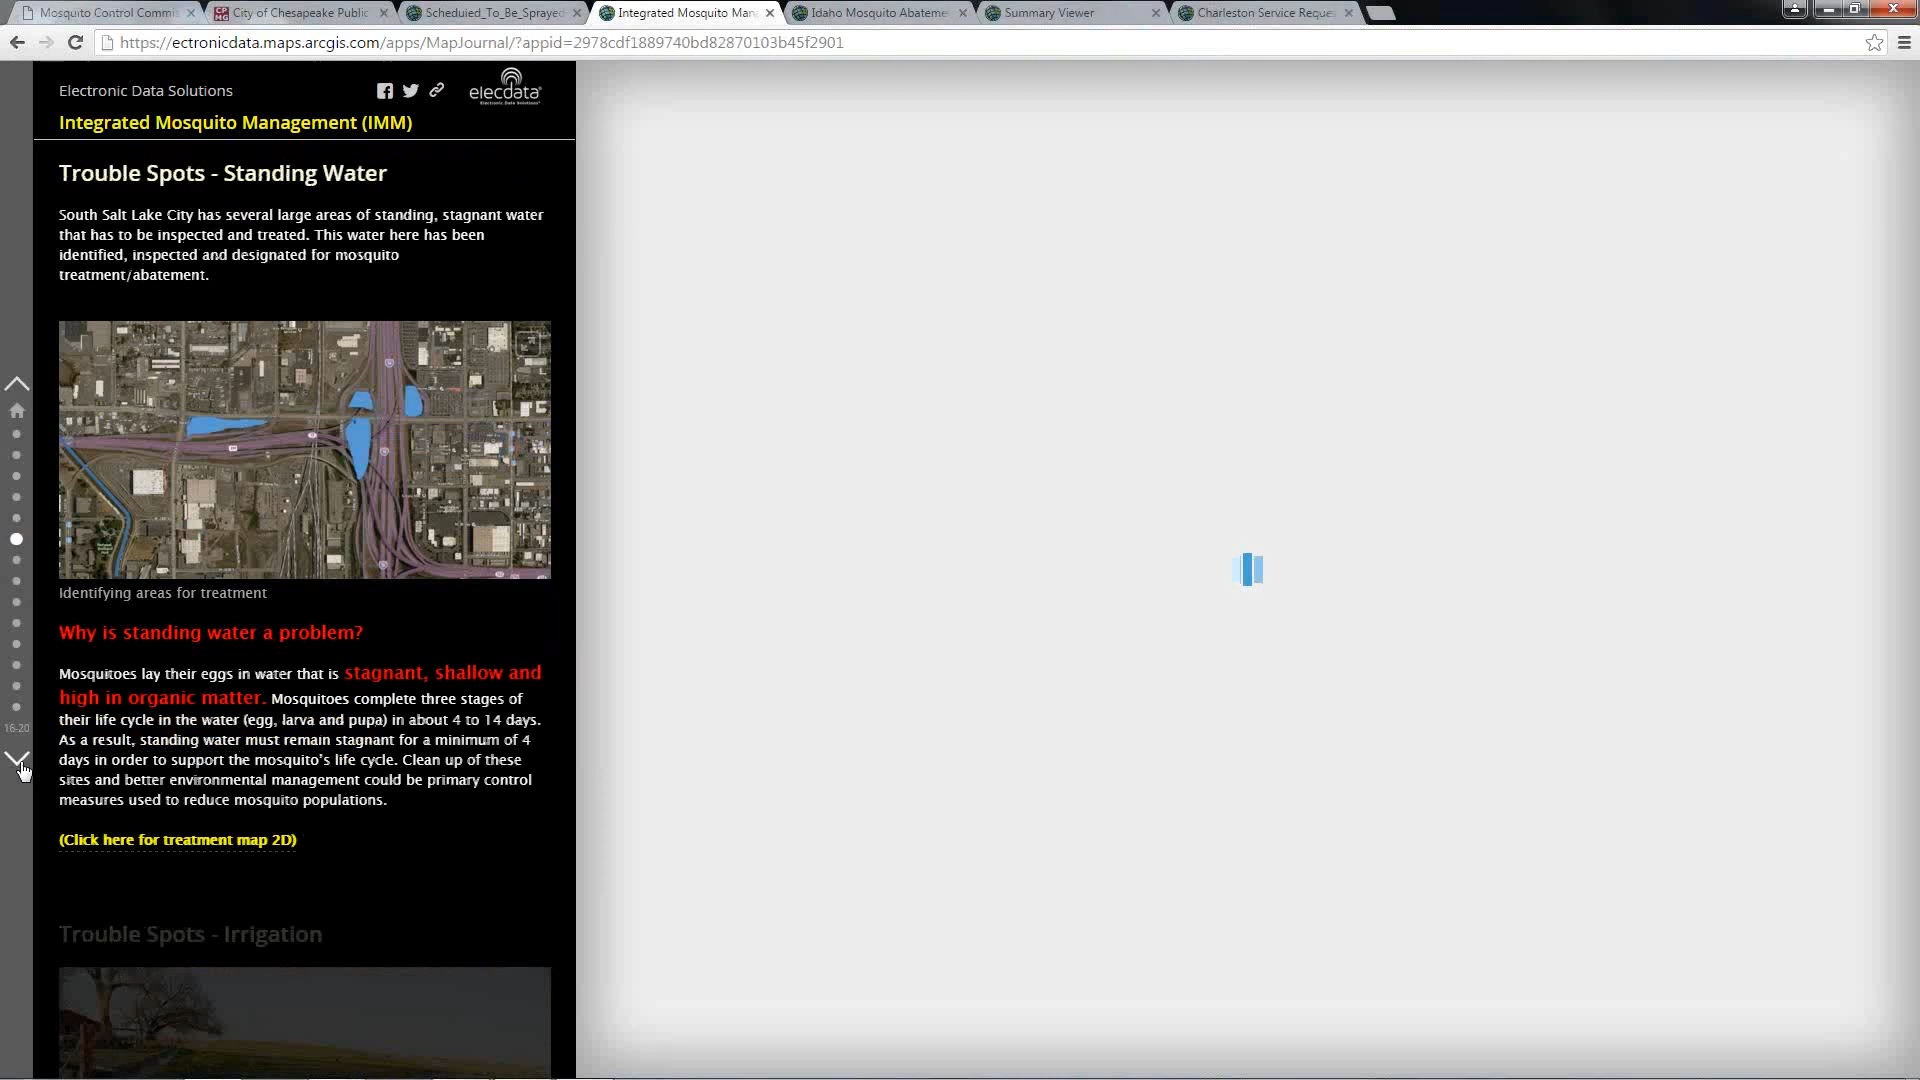 Mosquito Control Commis
City of Chesapeake Public
Scheduled_To_Be_Sprayed
Integrated Mosquito Man
Idaho Mosquito Abateme
Summary Viewer
Charleston Service Reque
https://ectronicdata.maps.arcgis.com/apps/MapJournal/?appid=2978cdf1889740bd82870103b45f2901
Electronic Data Solutions
elecdata
Electronic Data Solutions
Integrated Mosquito Management (IMM)
Trouble Spots - Standing Water
South Salt Lake City has several large areas of standing, stagnant water
that has to be inspected and treated. This water here has been
identified, inspected and designated for mosquito
treatment/abatement.
Identifying areas for treatment
Why is standing water a problem?
Mosquitoes lay their eggs in water that is stagnant, shallow and
high in organic matter. Mosquitoes complete three stages of
their life cycle in the water (egg, larva and pupa) in about 4 to 14 days.
As a result, standing water must remain stagnant for a minimum of 4
days in order to support the mosquito's life cycle. Clean up of these
sites and better environmental management could be primary control
measures used to reduce mosquito populations.
(Click here for treatment map 2D)
16-20
Trouble Spots - Irrigation